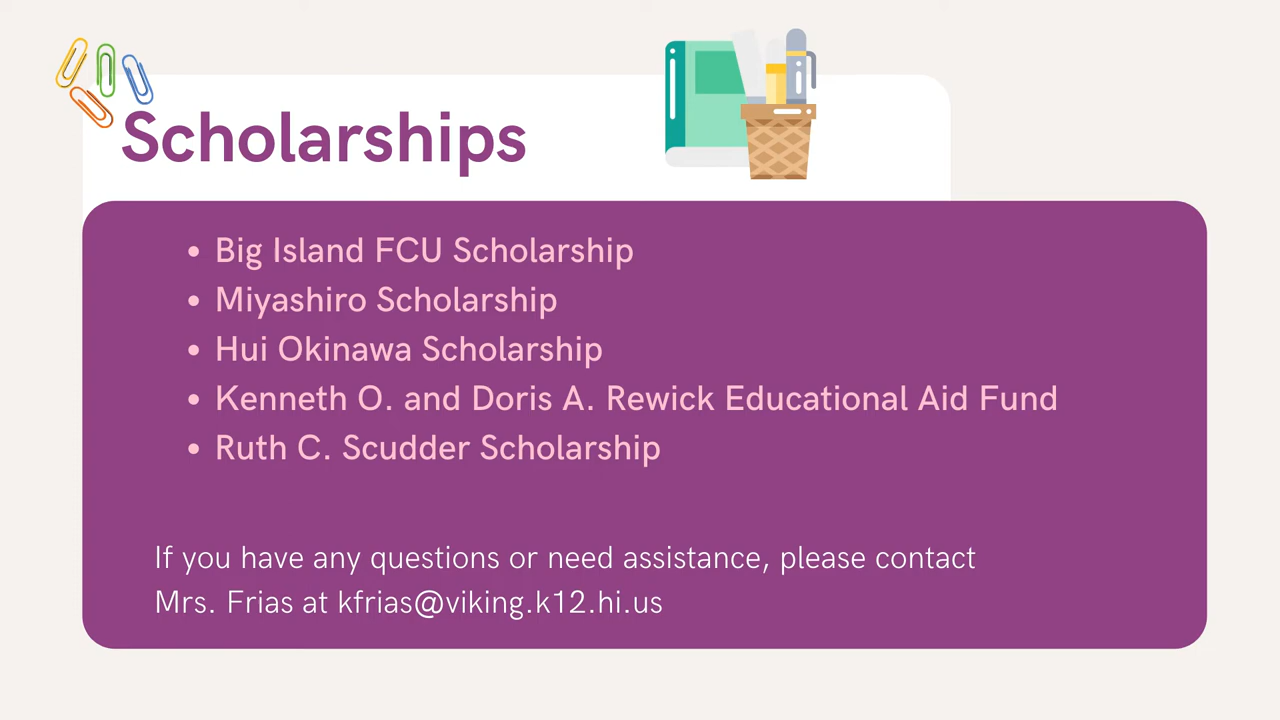 Scholarships
• Big Island FCU Scholarship
• Miyashiro Scholarship
• Hui Okinawa Scholarship
• Kenneth O. and Doris A. Rewick Educational Aid Fund
• Ruth C. Scudder Scholarship
If you have any questions or need assistance, please contact
Mrs. Frias at kfrias@viking.k12.hi.us